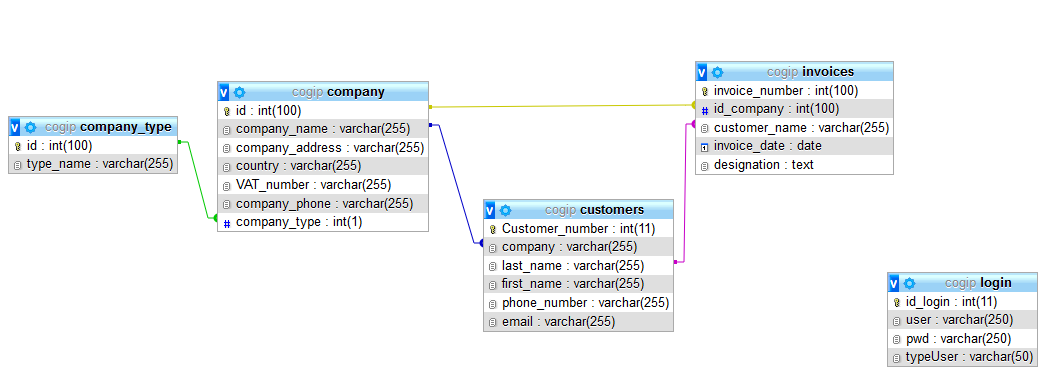 cogip company_type
id : int(100)
type_name : varchar(255)
cogip company
id : int(100)
company_name : varchar(255)
company_address : varchar(255)
country : varchar(255)
VAT_number : varchar(255)
company_phone : varchar(255)
# company_type : int(1)
cogip customers
Customer_number : int(11)
company : varchar(255)
last_name : varchar(255)
first_name : varchar(255)
phone_number : varchar(255)
email : varchar(255)
cogip invoices
invoice_number : int(100)
# id_company : int(100)
customer_name : varchar(255)
invoice_date : date
designation : text
cogip login
id_login : int(11)
user : varchar(250)
pwd : varchar(250)
typeUser : varchar(50)